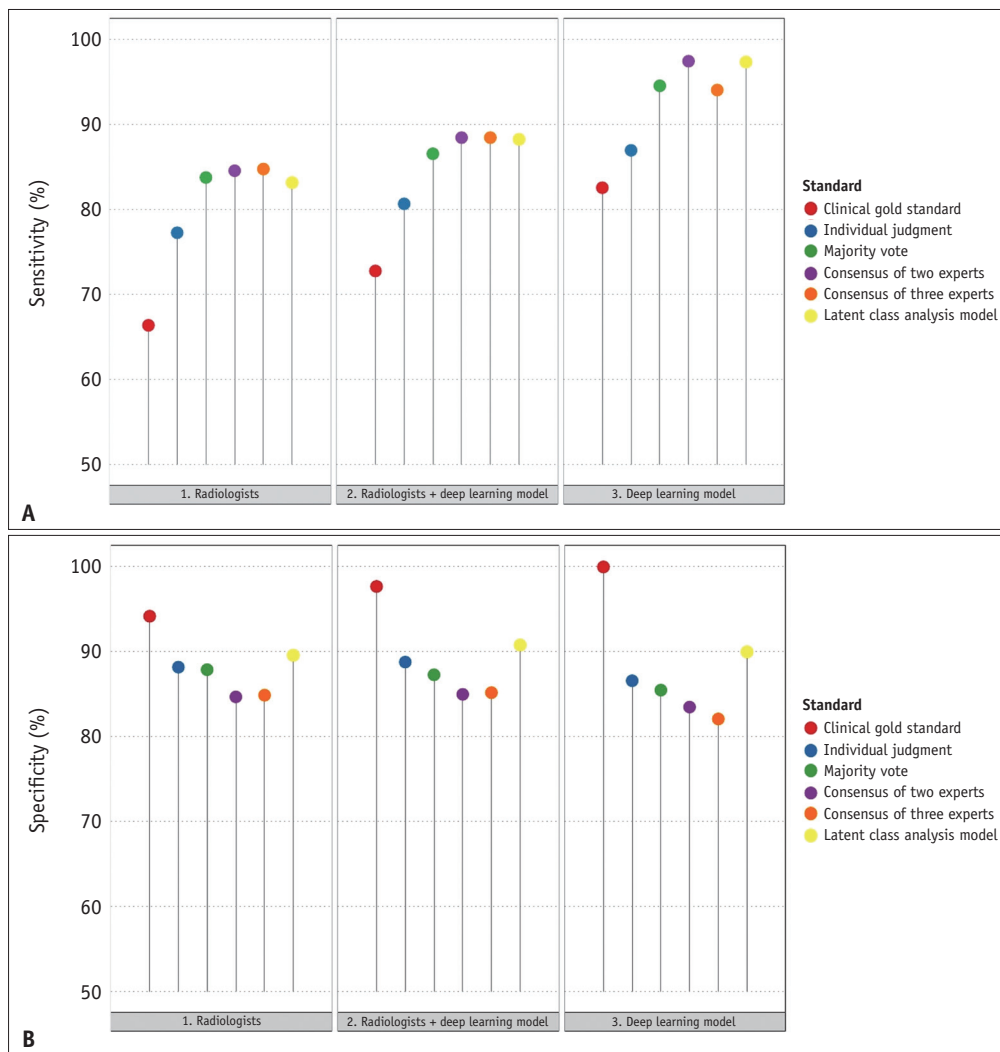 100
90
80
70
60
50
Sensitivity (%)
1. Radiologists
2. Radiologists + deep learning model
3. Deep learning model
Standard
Clinical gold standard
Individual judgment
Majority vote
Consensus of two experts
Consensus of three experts
Latent class analysis model
A
100
90
80
70
60
50
Specificity (%)
1. Radiologists
2. Radiologists + deep learning model
3. Deep learning model
Standard
Clinical gold standard
Individual judgment
Majority vote
Consensus of two experts
Consensus of three experts
Latent class analysis model
B